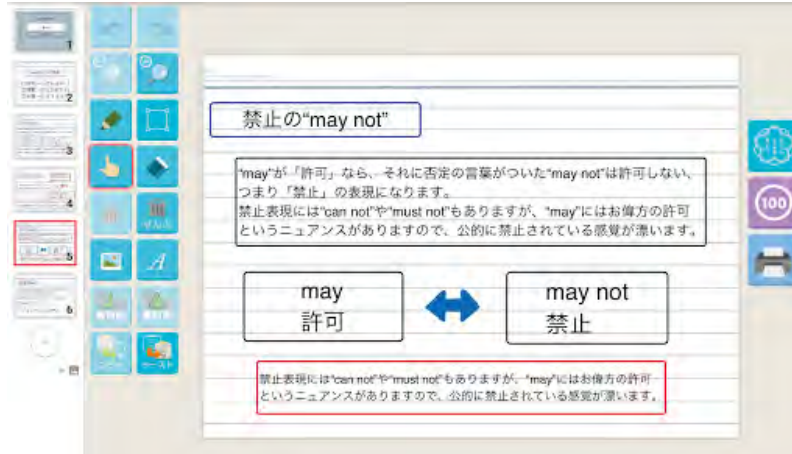 1
2
3
4
5
6
A
100
禁止の“may not”
“may”が「許可」なら、それに否定の言葉がついた“may not”は許可しない、
つまり「禁止」の表現になります。
禁止表現には“can not”や“must not”もありますが、“may”にはお偉方の許可
というニュアンスがありますので、公的に禁止されている感覚が漂います。
may
許可
may not
禁止
禁止表現には“can not”や“must not”もありますが、“may”にはお偉方の許可
というニュアンスがありますので、公的に禁止されている感覚が漂います。